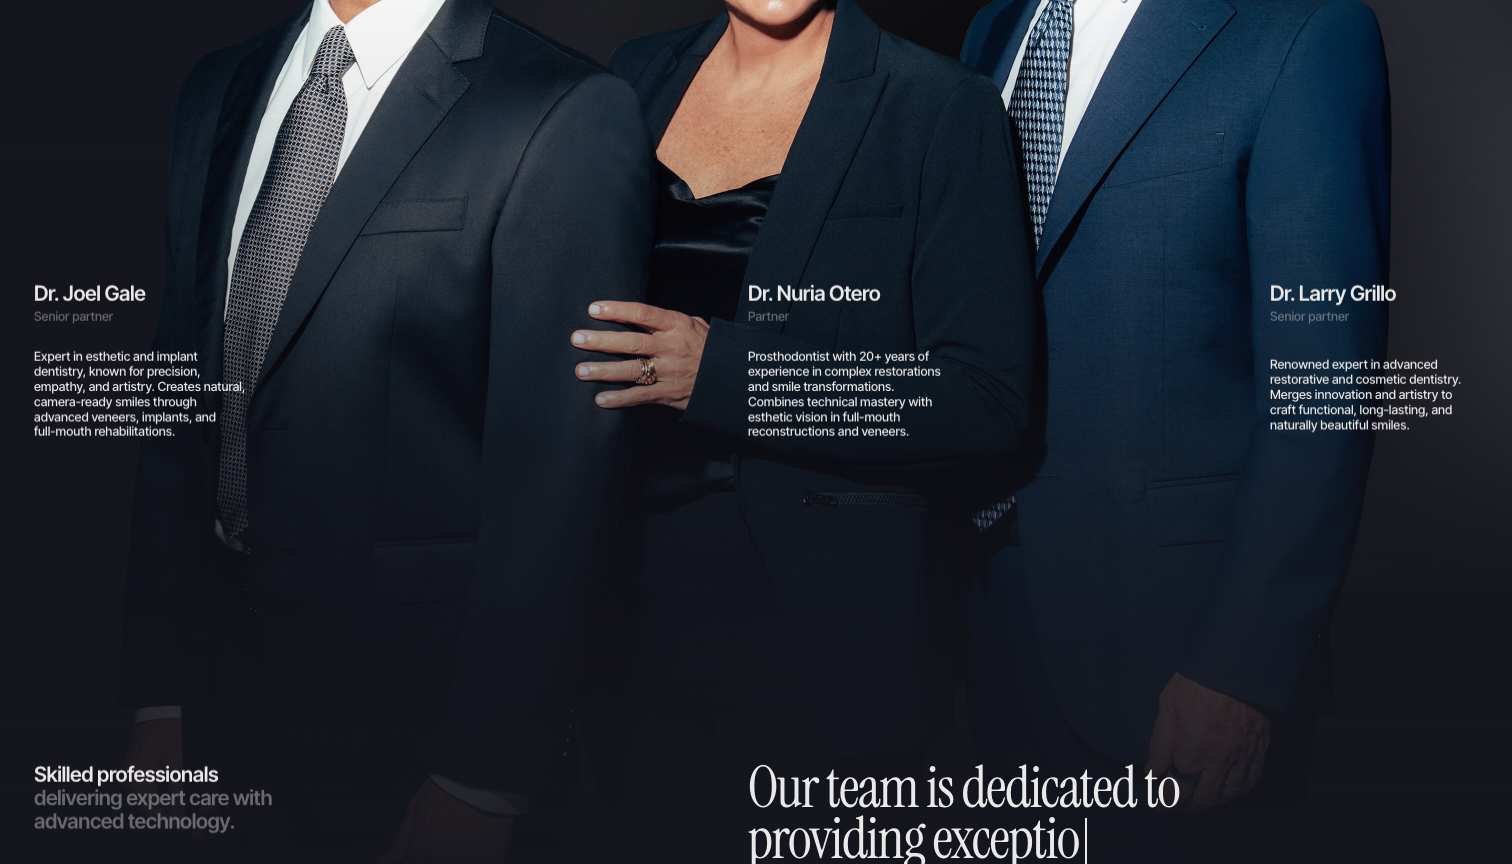 Dr. Joel Gale
Senior partner
Expert in esthetic and implant
dentistry, known for precision,
empathy, and artistry. Creates natural,
camera-ready smiles through
advanced veneers, implants, and
full-mouth rehabilitations.
Dr. Nuria Otero
Partner
Prosthodontist with 20+ years of
experience in complex restorations
and smile transformations.
Combines technical mastery with
esthetic vision in full-mouth
reconstructions and veneers.
Dr. Larry Grillo
Senior partner
Renowned expert in advanced
restorative and cosmetic dentistry.
Merges innovation and artistry to
craft functional, long-lasting, and
naturally beautiful smiles.
Skilled professionals
delivering expert care with
advanced technology.
Our team is dedicated to
providing exceptio